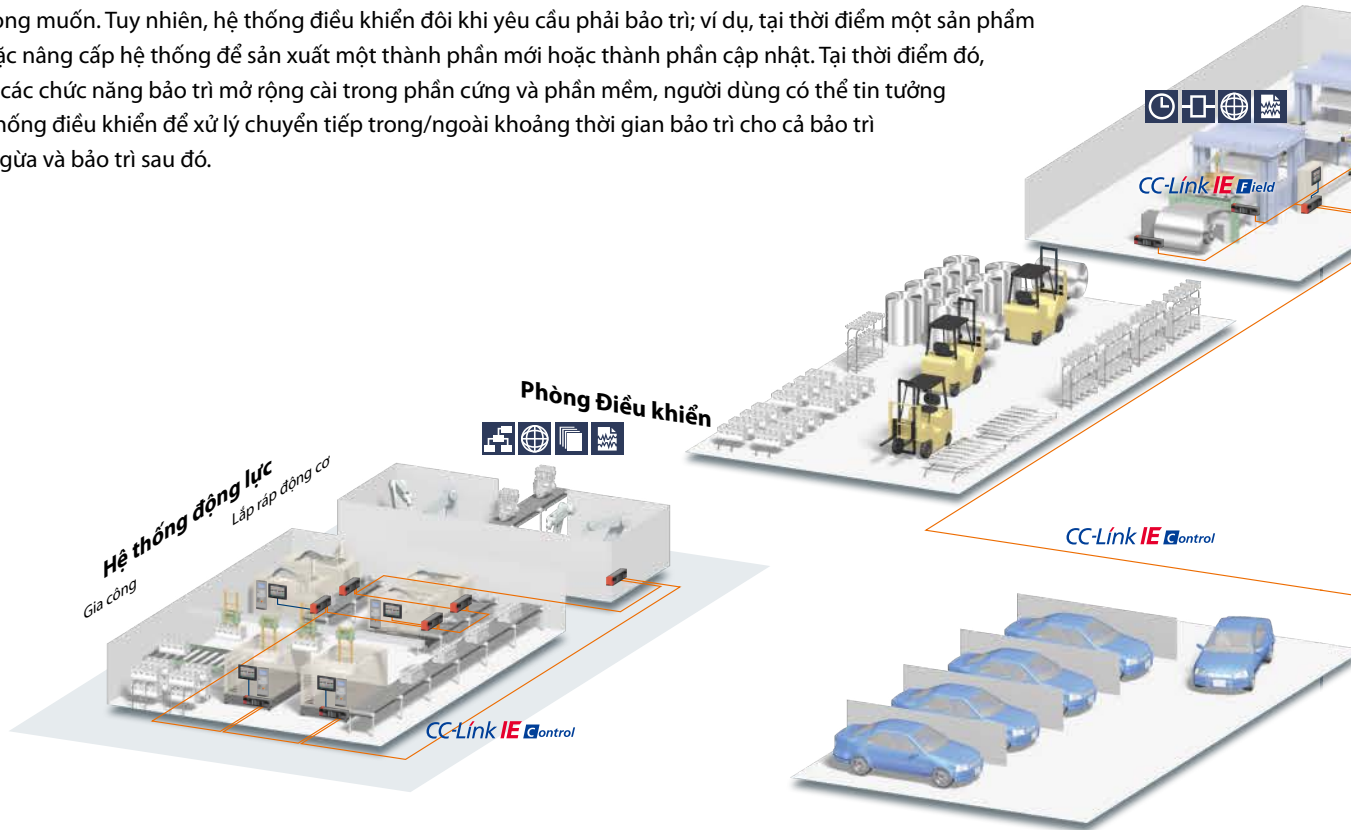 ong muốn. Tuy nhiên, hệ thống điều khiển đôi khi yêu cầu phải bảo trì; ví dụ, tại thời điểm một sản phẩm
ặc nâng cấp hệ thống để sản xuất một thành phần mới hoặc thành phần cập nhật. Tại thời điểm đó,
các chức năng bảo trì mở rộng cài trong phần cứng và phần mềm, người dùng có thể tin tưởng
hống điều khiển để xử lý chuyển tiếp trong/ngoài khoảng thời gian bảo trì cho cả bảo trì
gừa và bảo trì sau đó.
CC-Link IE Field
Phòng Điều khiển
Hệ thống động lực
Lắp ráp động cơ
Gia công
CC-Link IE Control
CC-Link IE Control